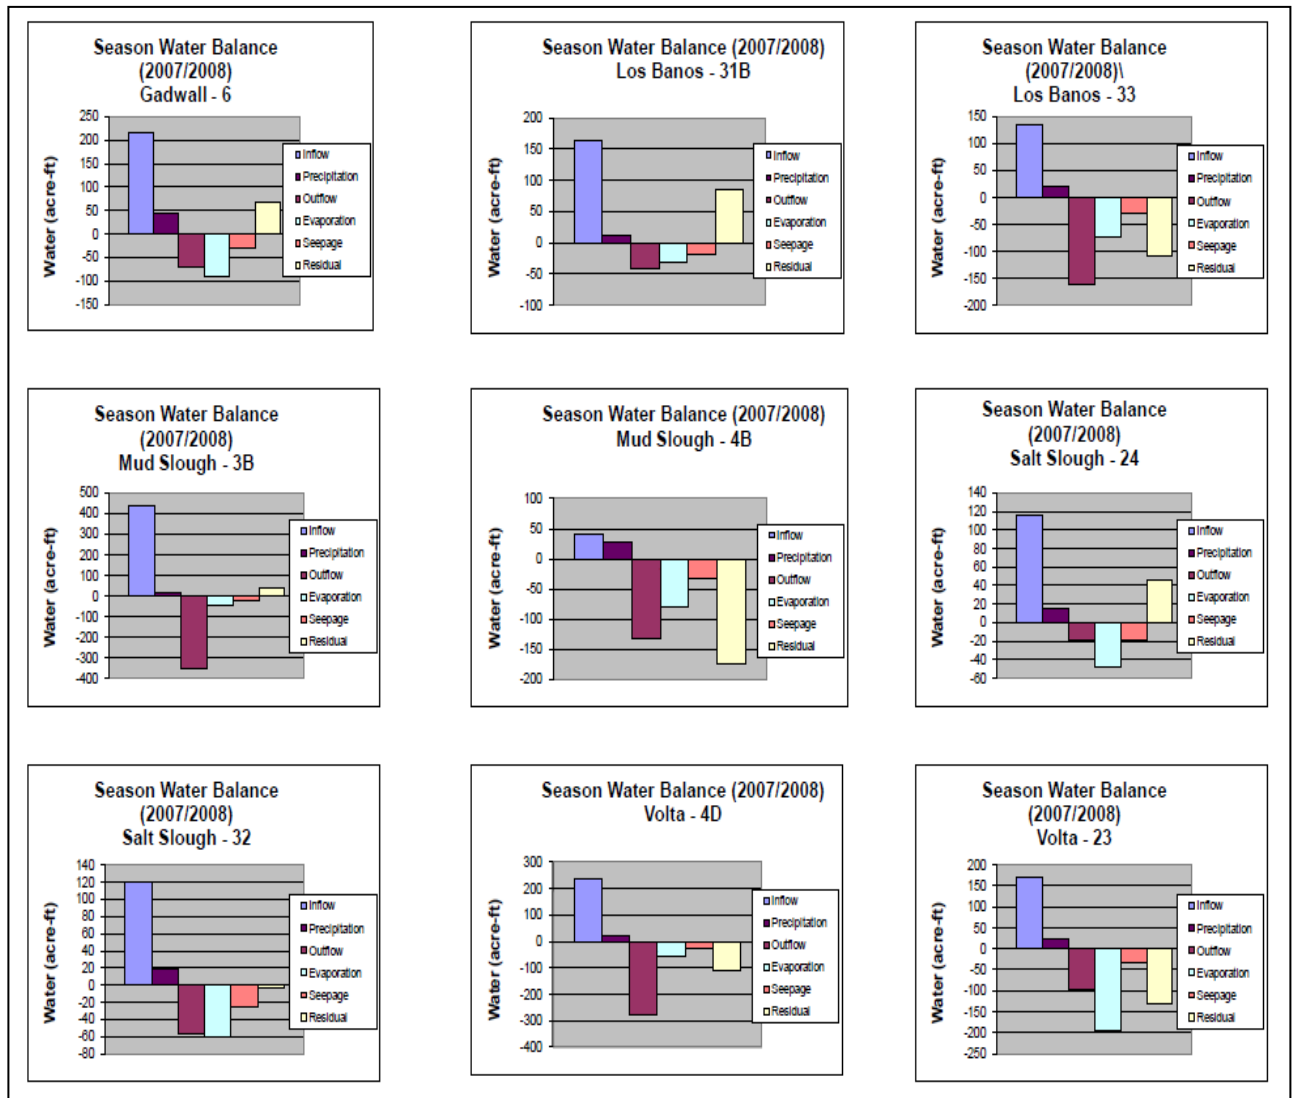 Season Water Balance
(2007/2008)
Gadwall - 6
Water (acre-ft)
250
200
150
100
50
0
-50
-100
-150
Inflow
Precipitation
Outflow
Evaporation
Seepage
Residual
Season Water Balance (2007/2008)
Los Banos - 31B
Water (acre-ft)
200
150
100
50
0
-50
-100
Inflow
Precipitation
Outflow
Evaporation
Seepage
Residual
Season Water Balance
(2007/2008)\
Los Banos - 33
Water (acre-ft)
150
100
50
0
-50
-100
-150
-200
Inflow
Precipitation
Outflow
Evaporation
Seepage
Residual
Season Water Balance
(2007/2008)
Mud Slough - 3B
Water (acre-ft)
500
400
300
200
100
0
-100
-200
-300
-400
Inflow
Precipitation
Outflow
Evaporation
Seepage
Residual
Season Water Balance (2007/2008)
Mud Slough - 4B
Water (acre-ft)
100
50
0
-50
-100
-150
-200
Inflow
Precipitation
Outflow
Evaporation
Seepage
Residual
Season Water Balance
(2007/2008)
Salt Slough - 24
Water (acre-ft)
140
120
100
80
60
40
20
0
-20
-40
-60
Inflow
Precipitation
Outflow
Evaporation
Seepage
Residual
Season Water Balance
(2007/2008)
Salt Slough - 32
Water (acre-ft)
140
120
100
80
60
40
20
0
-20
-40
-60
-80
Inflow
Precipitation
Outflow
Evaporation
Seepage
Residual
Season Water Balance (2007/2008)
Volta - 4D
Water (acre-ft)
300
200
100
0
-100
-200
-300
-400
Inflow
Precipitation
Outflow
Evaporation
Seepage
Residual
Season Water Balance
(2007/2008)
Volta - 23
Water (acre-ft)
200
150
100
50
0
-50
-100
-150
-200
-250
Inflow
Precipitation
Outflow
Evaporation
Seepage
Residual